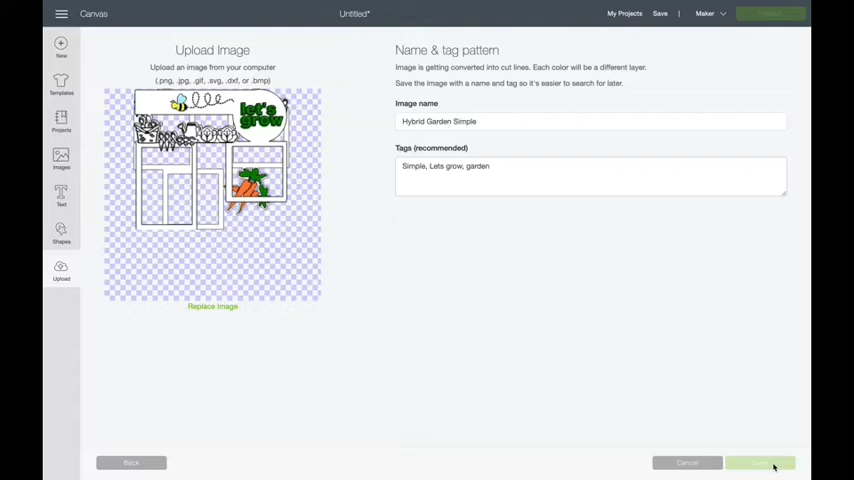 Canvas
Untitled*
My Projects
Save
|
Maker
New
Templates
Projects
Images
Text
Shapes
Upload
Upload Image
Upload an image from your computer
(.png, .jpg, .gif, .svg, .dxf, or .bmp)
let's
grow
Replace Image
Name & tag pattern
Image is getting converted into cut lines. Each color will be a different layer.
Save the image with a name and tag so it's easier to search for later.
Image name
Hybrid Garden Simple
Tags (recommended)
Simple, Lets grow, garden
Back
Cancel
Save